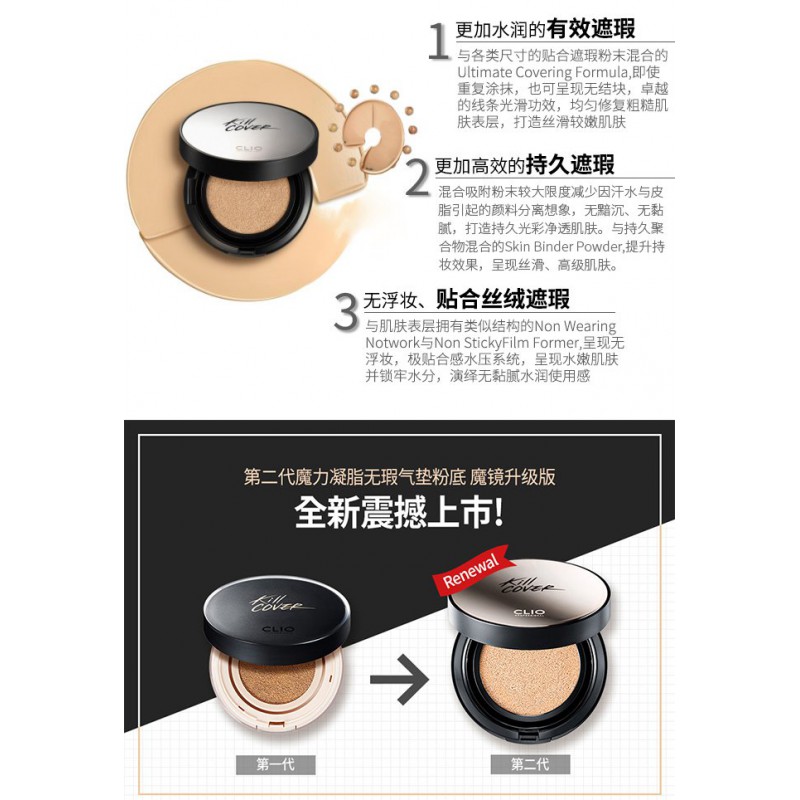 Kill
COVER
CLIO
1 更加水润的有效遮瑕
与各类尺寸的贴合遮瑕粉末混合的
Ultimate Covering Formula,即使
重复涂抹，也可呈现无结块，卓越
的线条光滑功效，均匀修复粗糙肌
肤表层，打造丝滑较嫩肌肤
2 更加高效的持久遮瑕
混合吸附粉末较大限度减少因汗水与皮
脂引起的颜料分离想象，无黯沉、无黏
腻，打造持久光彩净透肌肤。与持久聚
合物混合的Skin Binder Powder,提升持
妆效果，呈现丝滑、高级肌肤。
3 无浮妆、贴合丝绒遮瑕
与肌肤表层拥有类似结构的Non Wearing
Notwork与Non StickyFilm Former,呈现无
浮妆，极贴合感水压系统，呈现水嫩肌肤
并锁牢水分，演绎无黏腻水润使用感
第二代魔力凝脂无瑕气垫粉底 魔镜升级版
全新震撼上市!
Kill
COVER
CLIO
Renewal
Kill
COVER
CLIO
第一代
第二代